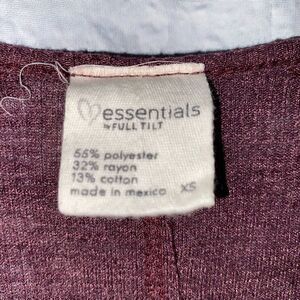 essentials
by FULL TILT
55% polyester
32% rayon
13% cotton
made in mexico XS